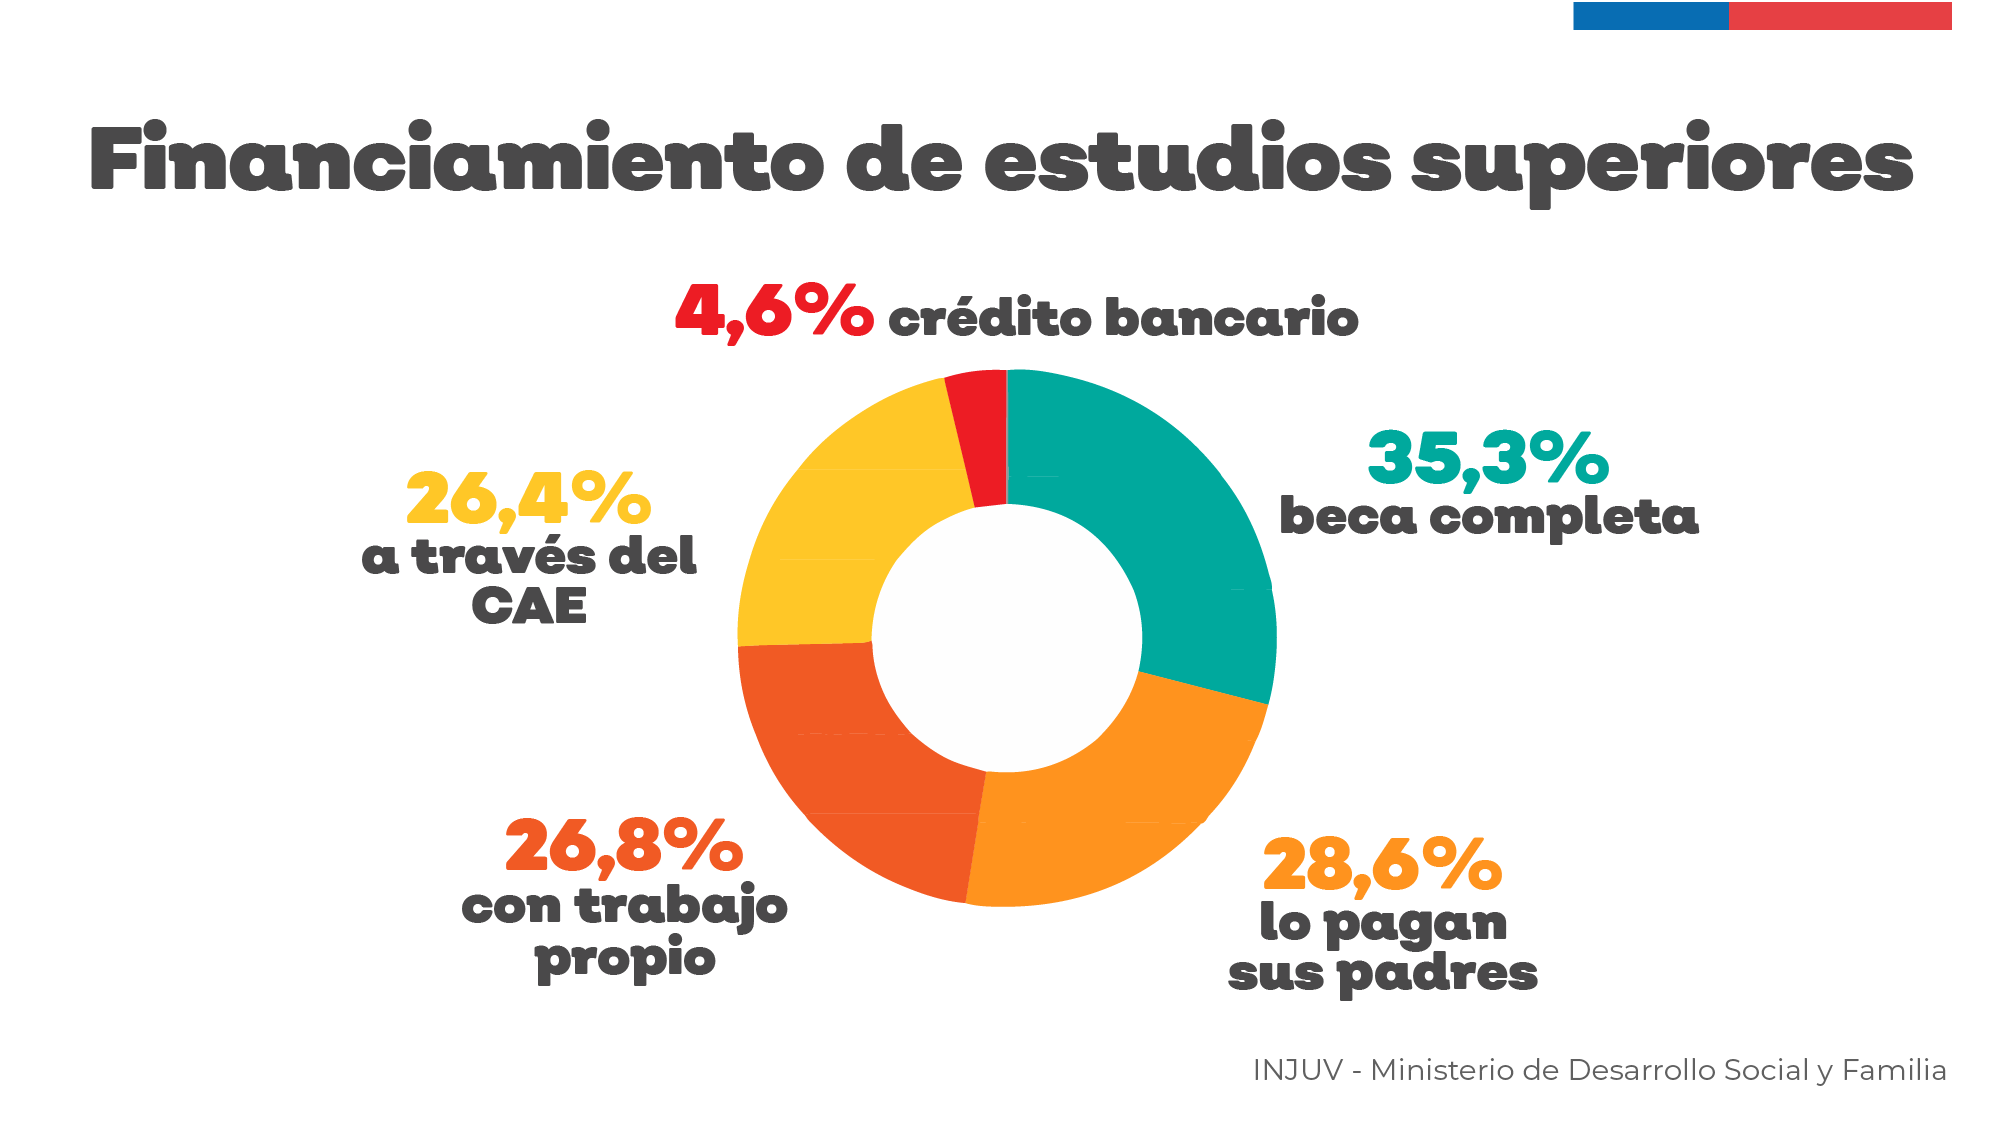 Financiamiento de estudios superiores
4,6% crédito bancario
35,3%
beca completa
26,4%
a través del
CAE
26,8%
con trabajo
propio
28,6%
lo pagan
sus padres
INJUV - Ministerio de Desarrollo Social y Familia